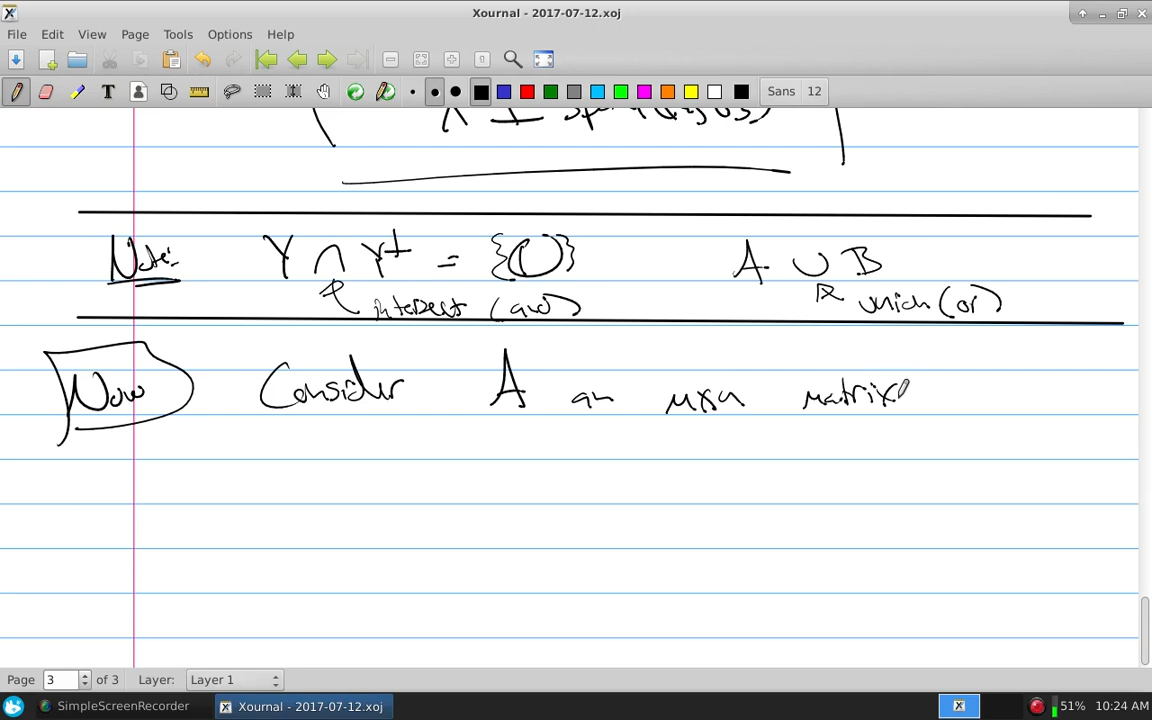 Xournal - 2017-07-12.xoj
File Edit View Page Tools Options Help
Sans 12
Note: Y ∩ Y⊥ = {0} A ∪ B
intersect (and) union (or)
Now Consider A an mxn matrix
Page 3 of 3 Layer: Layer 1
SimpleScreenRecorder Xournal - 2017-07-12.xoj 51% 10:24 AM